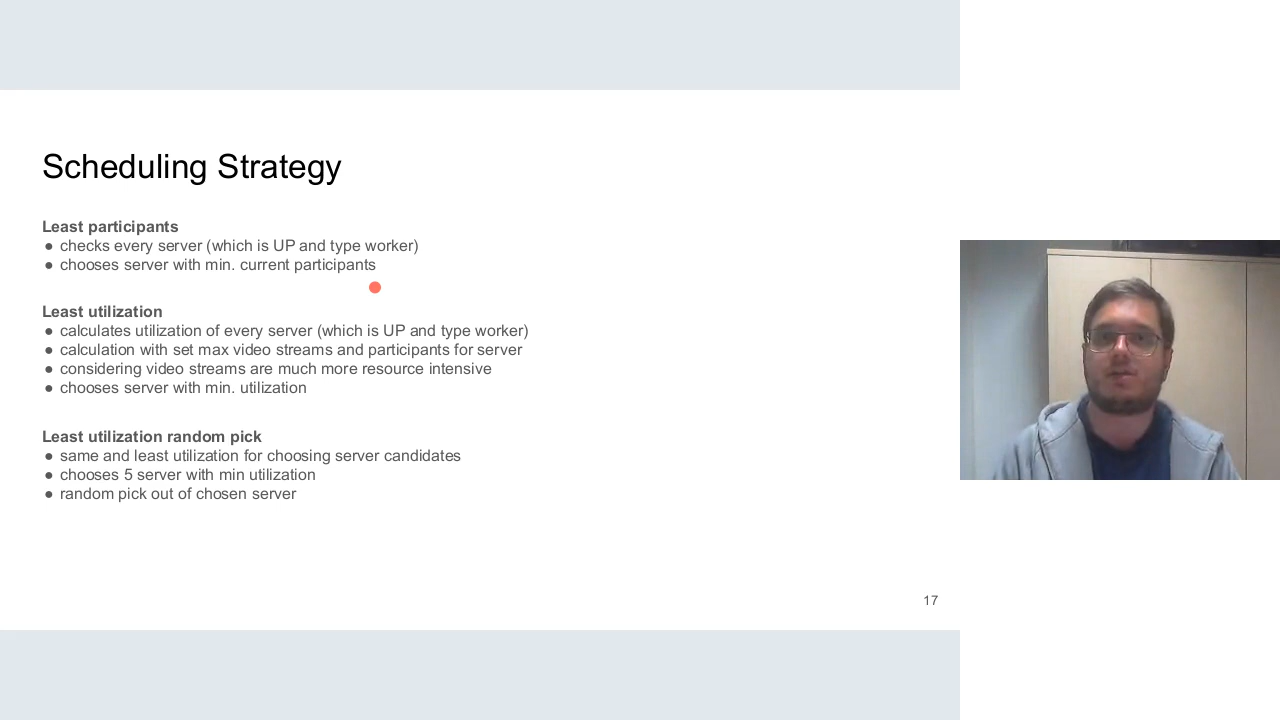 Scheduling Strategy
Least participants
● checks every server (which is UP and type worker)
● chooses server with min. current participants
Least utilization
● calculates utilization of every server (which is UP and type worker)
● calculation with set max video streams and participants for server
● considering video streams are much more resource intensive
● chooses server with min. utilization
Least utilization random pick
● same and least utilization for choosing server candidates
● chooses 5 server with min utilization
● random pick out of chosen server
17